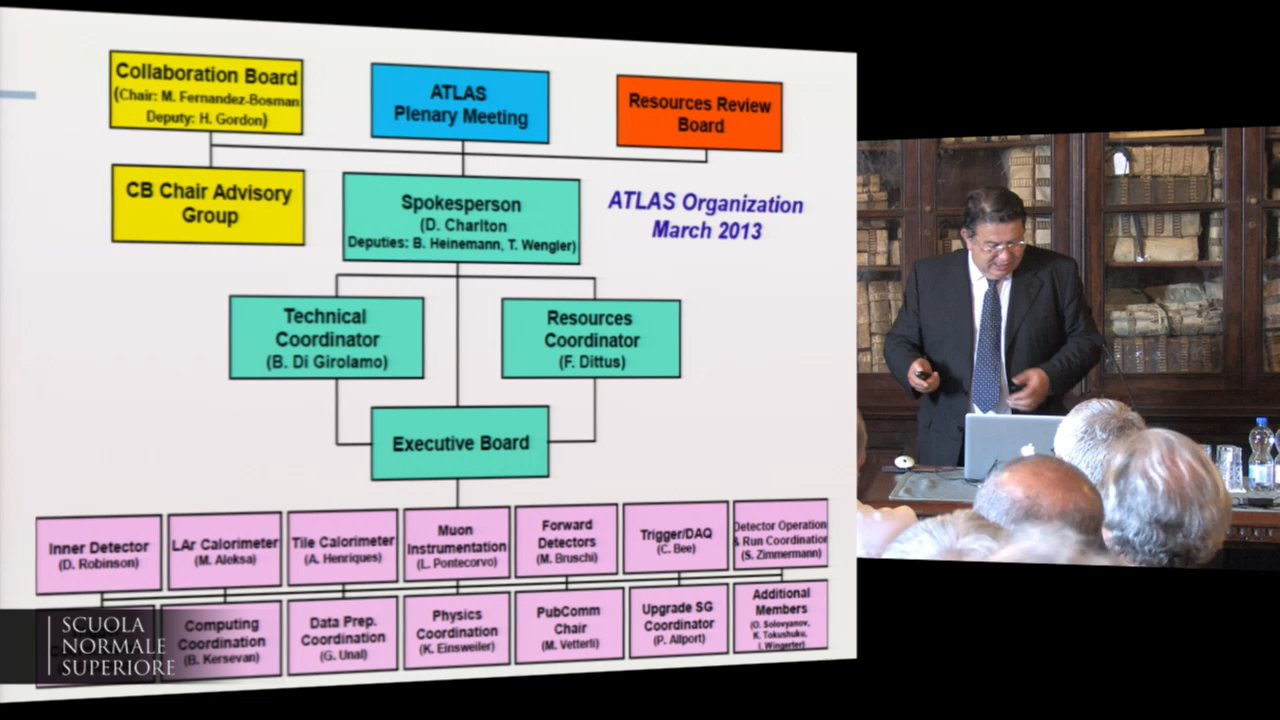 Collaboration Board
(Chair: M. Fernandez-Bosman
Deputy: H. Gordon)
ATLAS
Plenary Meeting
Resources Review
Board
CB Chair Advisory
Group
Spokesperson
(D. Charlton
Deputies: B. Heinemann, T. Wengler)
ATLAS Organization
March 2013
Technical
Coordinator
(B. Di Girolamo)
Resources
Coordinator
(F. Dittus)
Executive Board
Inner Detector
(D. Robinson)
LAr Calorimeter
(M. Aleksa)
Tile Calorimeter
(A. Henriques)
Muon
Instrumentation
(L. Pontecorvo)
Forward
Detectors
(M. Bruschi)
Trigger/DAQ
(C. Bee)
Detector Operation
& Run Coordination
(S. Zimmermann)
Computing
Coordination
(B. Kersevan)
Data Prep.
Coordination
(G. Unal)
Physics
Coordination
(K. Einsweiler)
PubComm
Chair
(M. Vetterli)
Upgrade SG
Coordinator
(P. Allport)
Additional
Members
(O. Solovyanov,
K. Tokushuku,
I. Wingerter)
SCUOLA
NORMALE
SUPERIORE